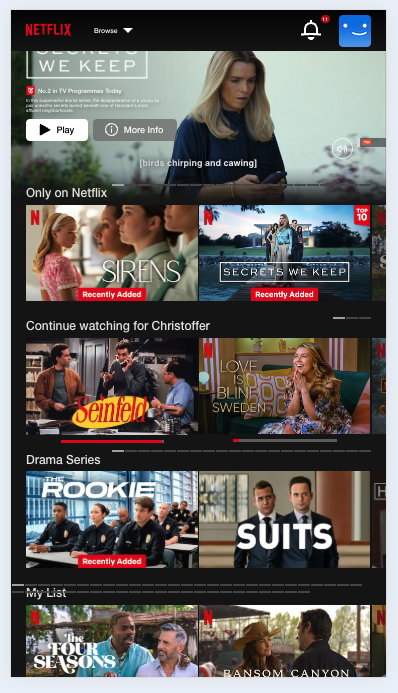 NETFLIX
Browse
11
SECRETS
WE KEEP
No.2 in TV Programmes Today
In this suspenseful drama series, the disappearance of a young au
pair unearths secrets buried beneath one of Denmark's most
affluent neighborhoods.
Play
More Info
[birds chirping and cawing]
Only on Netflix
N
SIRENS
Recently Added
N
TOP
10
SECRETS WE KEEP
Recently Added
Continue watching for Christoffer
Seinfeld
N
LOVE
IS
BLIND
SWEDEN
Drama Series
THE
ROOKIE
Recently Added
SUITS
My List
N
The
FOUR
SEASONS
N
RANSOM CANYON